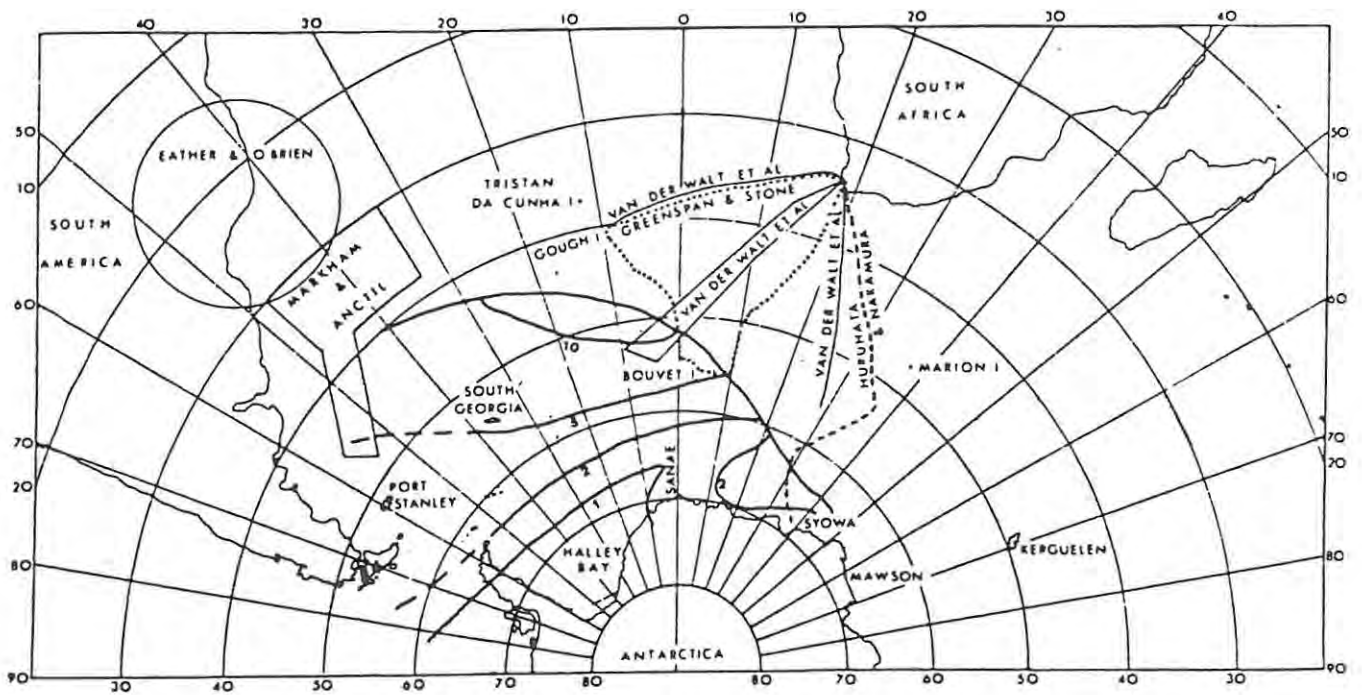 40 30 20 10 0 10 20 30 40
50
10
60
70
20
80
90
50
10
60
70
20
80
90
SOUTH
AFRICA
EATHER & O BRIEN
SOUTH
AMERICA
TRISTAN
DA CUNHA I
MARKHAM
&
ANCTIL
GOUGH I
VAN DER WALT ET AL
GREENSPAN & STONE
VAN DER WALT ET AL
VAN DER WALT ET AL
HURUHATA
& NAKAMURA
MARION I
BOUVET I
10
SOUTH
GEORGIA
5
2
1
2
SANAE
PORT
STANLEY
HALLEY
BAY
SYOWA
MAWSON
KERGUELEN
ANTARCTICA
30 40 50 60 70 80 80 70 60 50 40 30